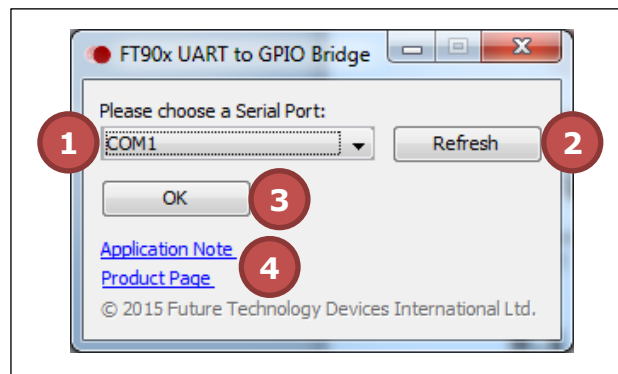 FT90x UART to GPIO Bridge
Please choose a Serial Port:
1 COM1 Refresh 2
OK 3
Application Note
4
Product Page
© 2015 Future Technology Devices International Ltd.